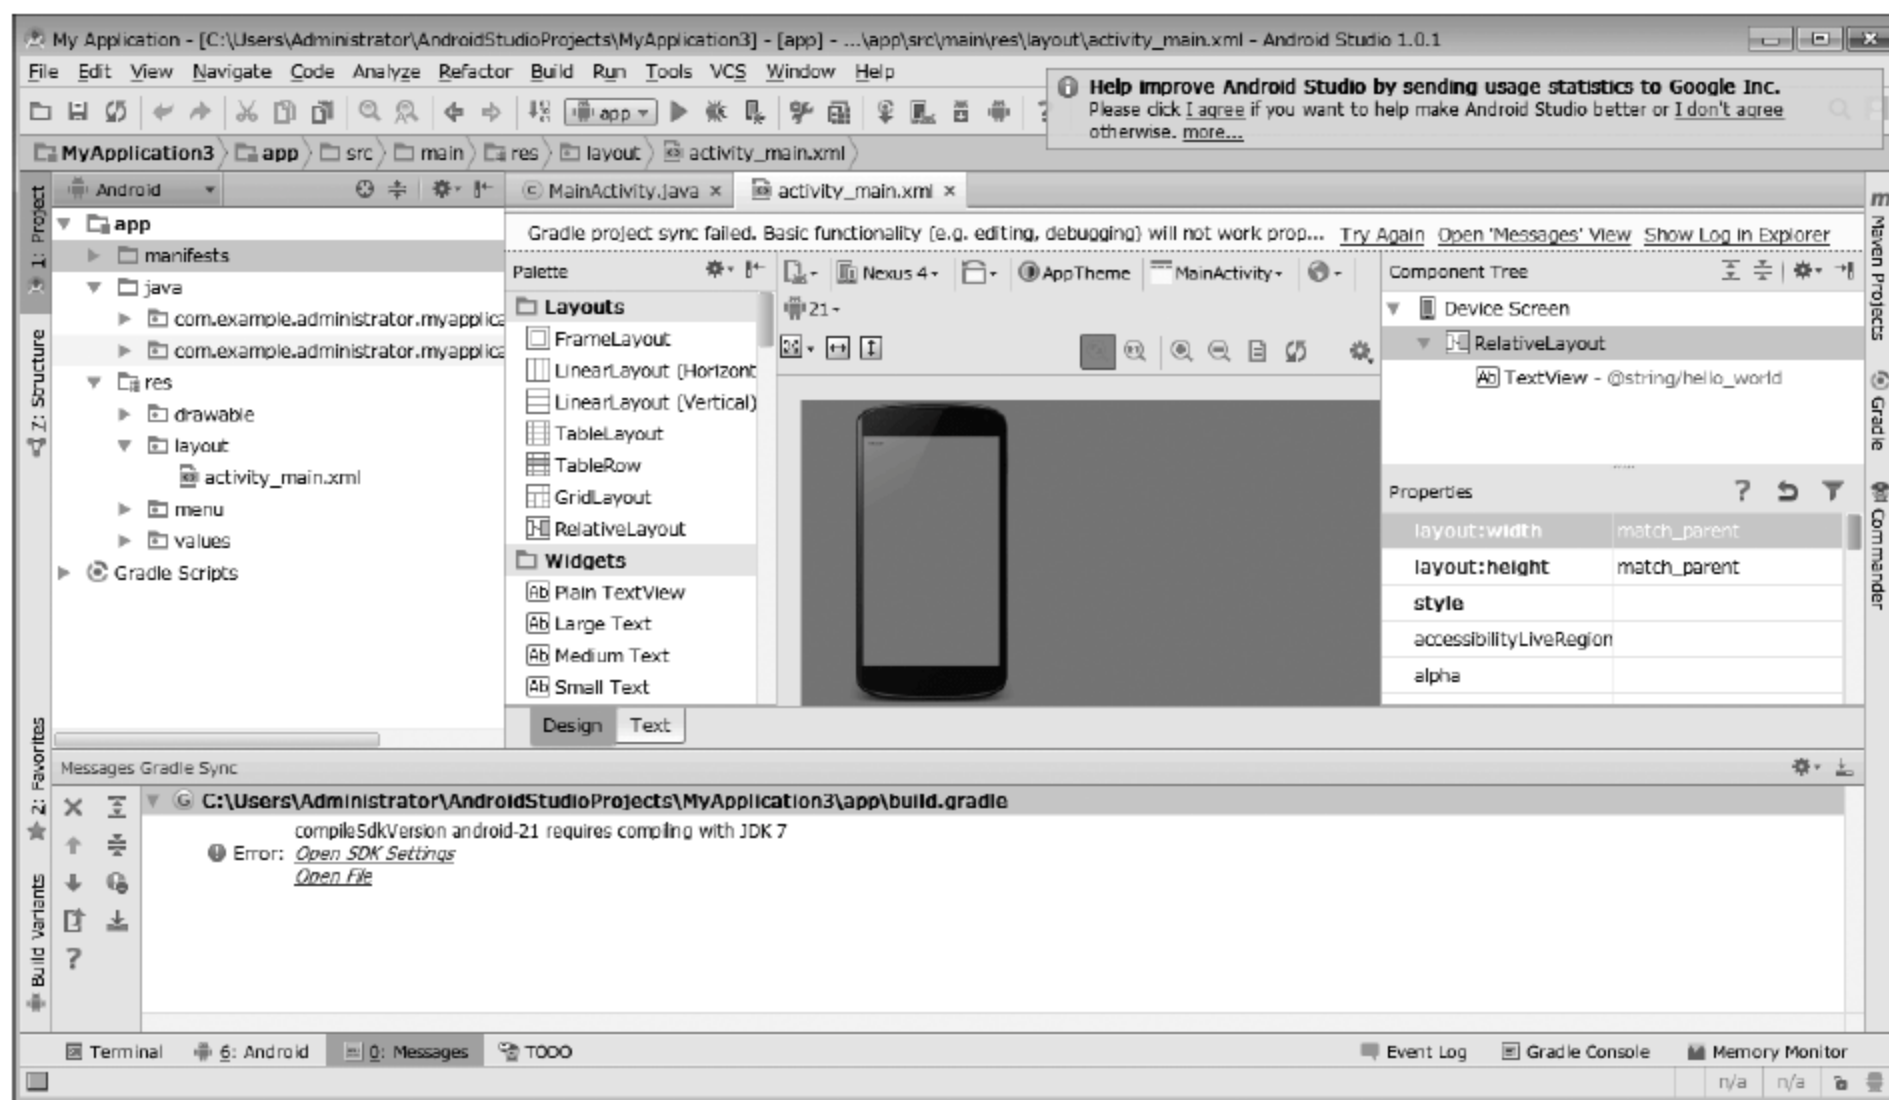 My Application - [C:\Users\Administrator\AndroidStudioProjects\MyApplication3] - [app] - ...\app\src\main\res\layout\activity_main.xml - Android Studio 1.0.1
File Edit View Navigate Code Analyze Refactor Build Run Tools VCS Window Help
Help improve Android Studio by sending usage statistics to Google Inc.
Please click I agree if you want to help make Android Studio better or I don't agree
otherwise. more...
app
MyApplication3 app src main res layout activity_main.xml
1: Project
Z: Structure
2: Favorites
Build Variants
Android
app
manifests
java
com.example.administrator.myapplica
com.example.administrator.myapplica
res
drawable
layout
activity_main.xml
menu
values
Gradle Scripts
MainActivity.java activity_main.xml
Gradle project sync failed. Basic functionality (e.g. editing, debugging) will not work prop... Try Again Open 'Messages' View Show Log in Explorer
Palette
Layouts
FrameLayout
LinearLayout (Horizont
LinearLayout (Vertical)
TableLayout
TableRow
GridLayout
RelativeLayout
Widgets
Ab Plain TextView
Ab Large Text
Ab Medium Text
Ab Small Text
Nexus 4 AppTheme MainActivity
21
Design Text
Component Tree
Device Screen
RelativeLayout
Ab TextView - @string/hello_world
Properties
layout:width match_parent
layout:height match_parent
style
accessibilityLiveRegion
alpha
Maven Projects
Gradle
Commander
Messages Gradle Sync
C:\Users\Administrator\AndroidStudioProjects\MyApplication3\app\build.gradle
compileSdkVersion android-21 requires compiling with JDK 7
Error: Open SDK Settings
Open File
Terminal 6: Android 0: Messages TODO Event Log Gradle Console Memory Monitor
n/a n/a